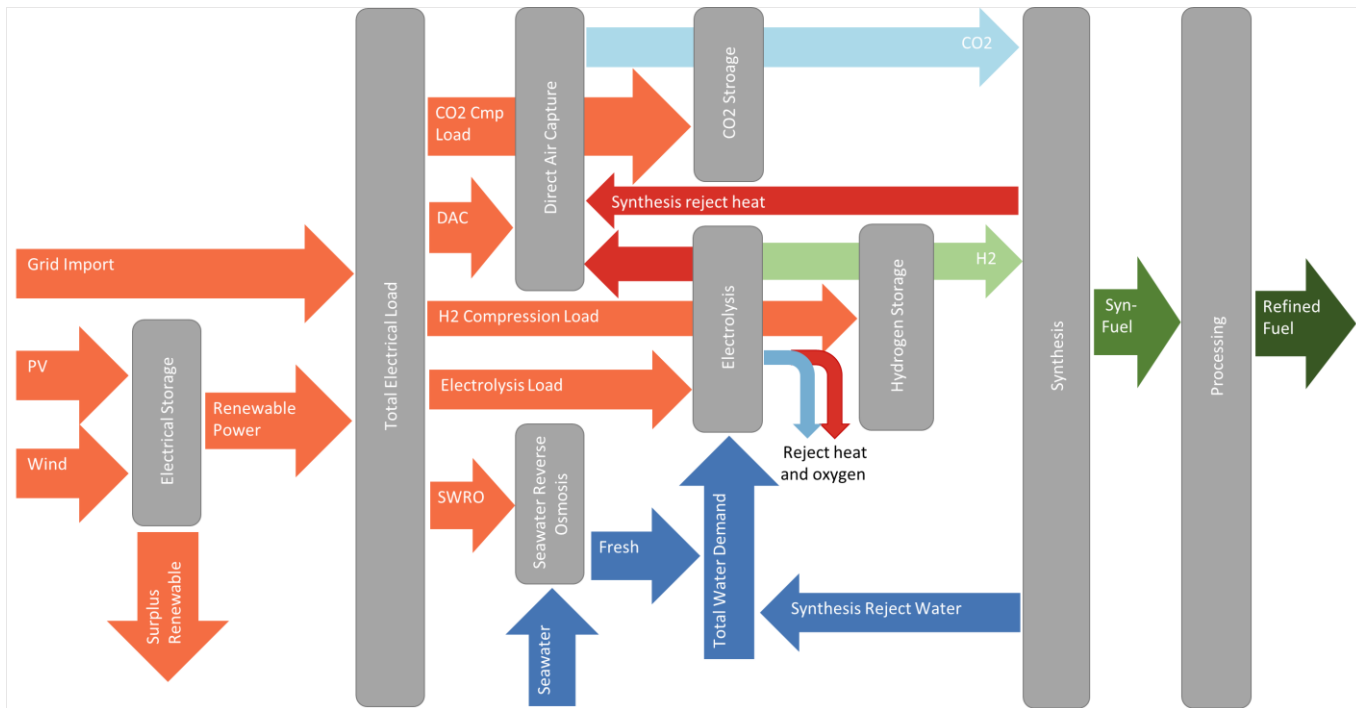 Grid Import
PV
Wind
Electrical Storage
Surplus
Renewable
Renewable
Power
Total Electrical Load
CO2 Cmp
Load
DAC
H2 Compression Load
Electrolysis Load
SWRO
Direct Air Capture
Seawater Reverse
Osmosis
Seawater
Fresh
CO2 Stroage
CO2
Synthesis reject heat
Electrolysis
H2
Hydrogen Storage
Reject heat
and oxygen
Total Water Demand
Synthesis Reject Water
Synthesis
Syn-
Fuel
Processing
Refined
Fuel